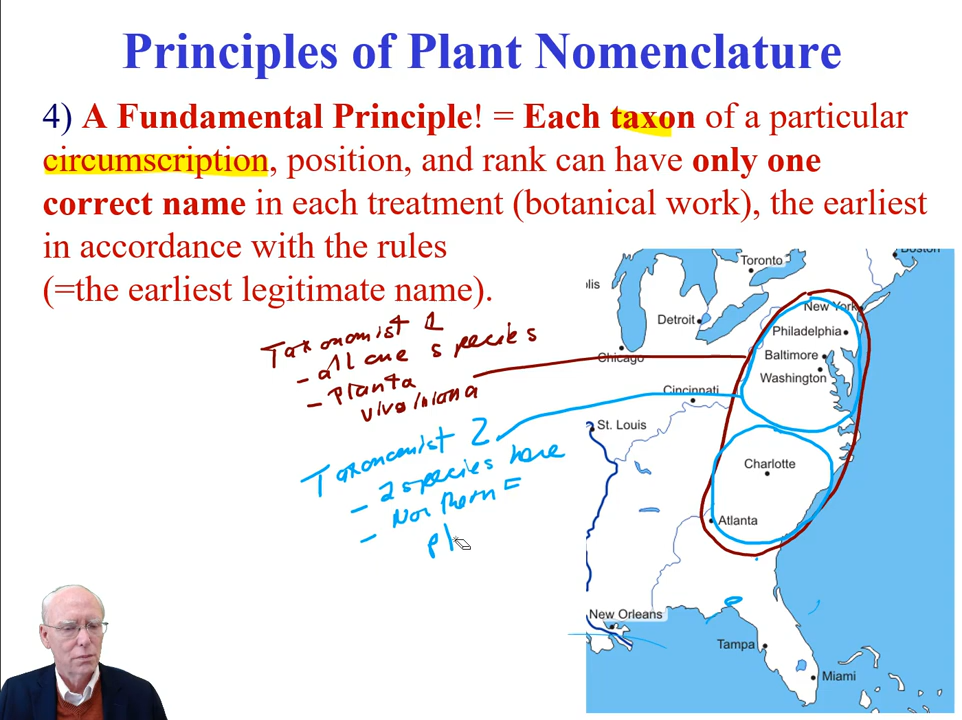 Principles of Plant Nomenclature
4) A Fundamental Principle! = Each taxon of a particular
circumscription, position, and rank can have only one
correct name in each treatment (botanical work), the earliest
in accordance with the rules
(=the earliest legitimate name).
Taxonomist 1
- all one species
- Planta
virginiana
Taxonomist 2
- 2 species here
- Northern =
pl
Boston
Toronto
olis
New York
Detroit
Philadelphia
Chicago
Baltimore
Washington
Cincinnati
St. Louis
Charlotte
Atlanta
New Orleans
Tampa
Miami